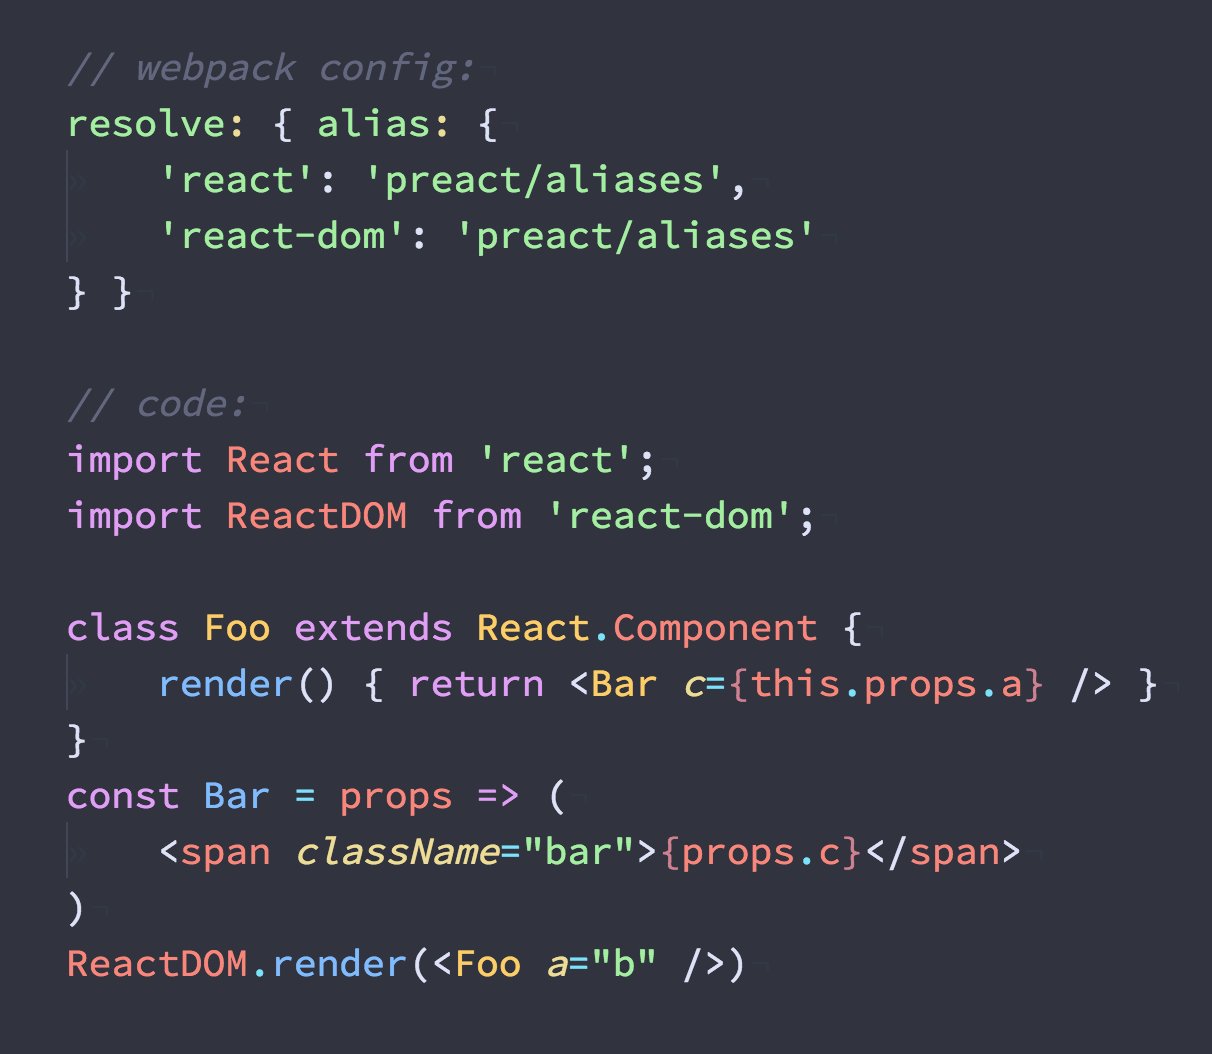 // webpack config:
resolve: { alias: {
    'react': 'preact/aliases',
    'react-dom': 'preact/aliases'
} }

// code:
import React from 'react';
import ReactDOM from 'react-dom';

class Foo extends React.Component {
    render() { return <Bar c={this.props.a} /> }
}
const Bar = props => (
    <span className="bar">{props.c}</span>
)
ReactDOM.render(<Foo a="b" />)